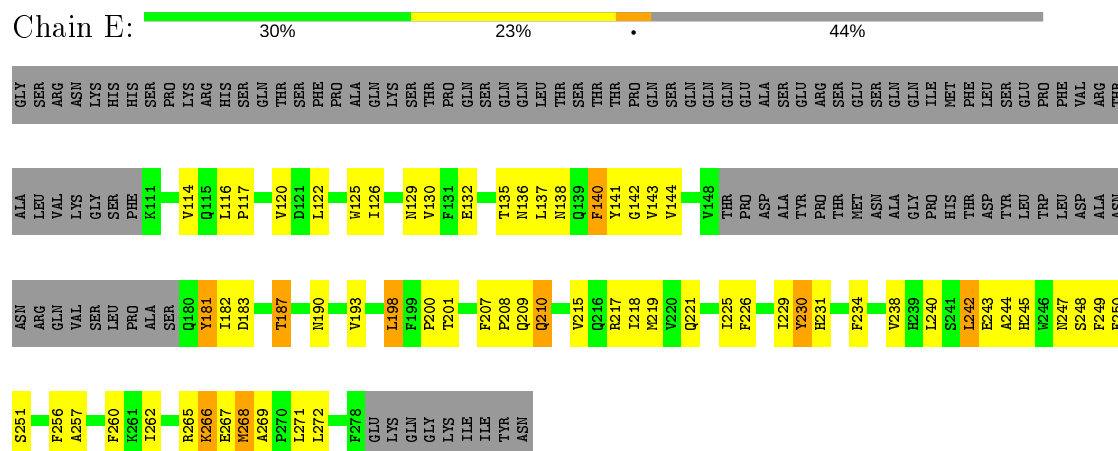 Chain E:
30% 23% • 44%
GLY SER ARG ASN LYS HIS HIS SER PRO LYS ARG HIS SER GLN THR SER PHE PRO ALA GLN LYS SER THR PRO GLN SER GLN GLN LEU THR SER THR THR PRO GLN SER GLN GLN GLN GLU ALA SER GLU ARG SER GLU SER GLN GLN ILE MET PHE LEU SER GLU PRO PHE VAL ARG THR
ALA LEU VAL LYS GLY SER PHE K111 V114 Q115 L116 P117 V120 D121 L122 W125 I126 N129 V130 F131 E132 T135 N136 L137 N138 Q139 F140 Y141 G142 V143 V144 V148 THR PRO ASP ALA TYR PRO THR MET ASN ALA GLY PRO HIS THR ASP TYR LEU TRP LEU ASP ALA ASN
ASN ARG GLN VAL SER LEU PRO ALA SER Q180 Y181 I182 D183 T187 N190 V193 L198 F199 P200 T201 F207 P208 Q209 Q210 V215 Q216 R217 I218 M219 V220 Q221 I225 F226 I229 Y230 H231 F234 V238 H239 L240 S241 L242 E243 A244 H245 W246 N247 S248 F249 F250
S251 F256 A257 F260 K261 I262 R265 K266 E267 M268 A269 P270 L271 L272 F278 GLU LYS GLN GLY LYS ILE ILE TYR ASN